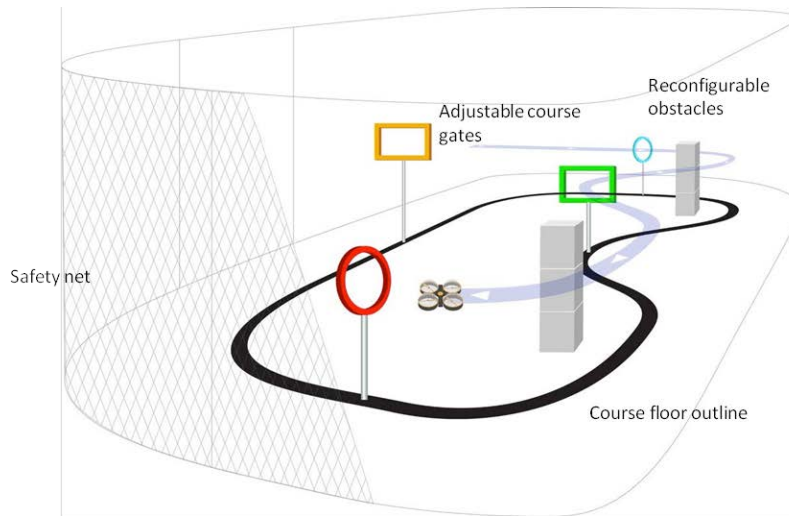 Reconfigurable
obstacles
Adjustable course
gates
Safety net
Course floor outline